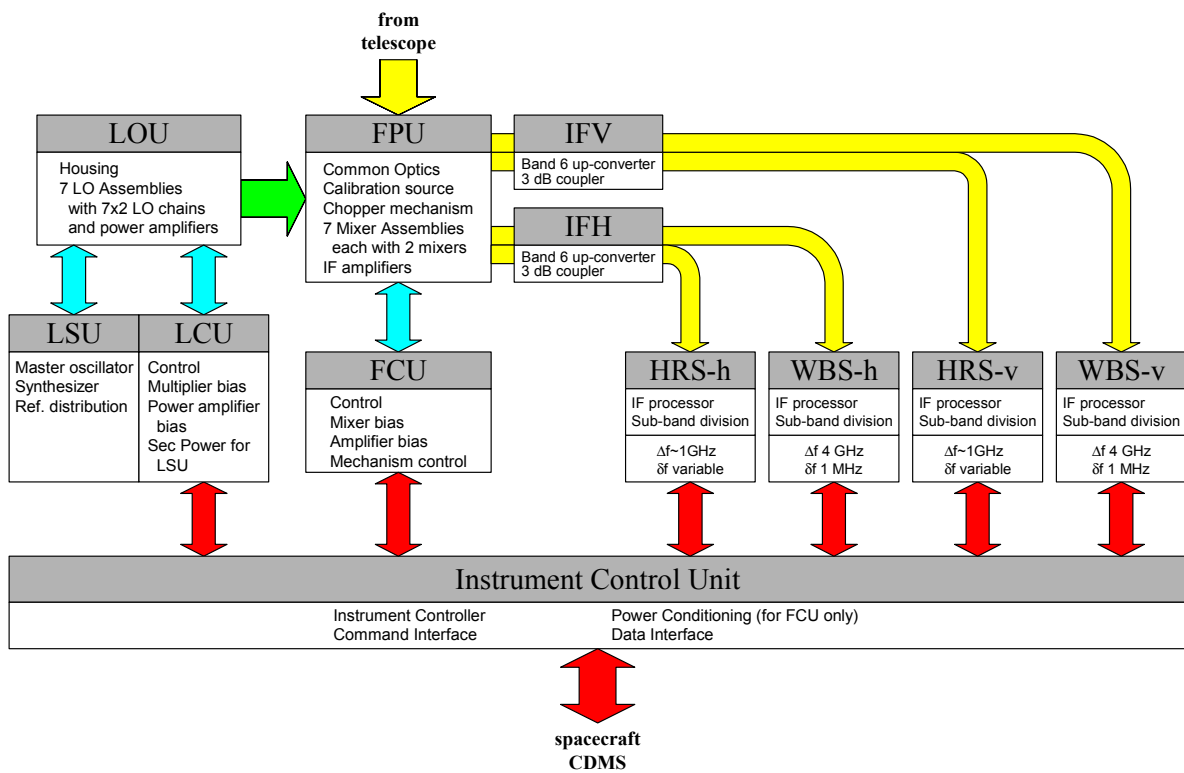 from
telescope
LOU
Housing
7 LO Assemblies
with 7x2 LO chains
and power amplifiers
FPU
Common Optics
Calibration source
Chopper mechanism
7 Mixer Assemblies
each with 2 mixers
IF amplifiers
IFV
Band 6 up-converter
3 dB coupler
IFH
Band 6 up-converter
3 dB coupler
LSU
Master oscillator
Synthesizer
Ref. distribution
LCU
Control
Multiplier bias
Power amplifier
bias
Sec Power for
LSU
FCU
Control
Mixer bias
Amplifier bias
Mechanism control
HRS-h
IF processor
Sub-band division
Δf~1GHz
δf variable
WBS-h
IF processor
Sub-band division
Δf 4 GHz
δf 1 MHz
HRS-v
IF processor
Sub-band division
Δf~1GHz
δf variable
WBS-v
IF processor
Sub-band division
Δf 4 GHz
δf 1 MHz
Instrument Control Unit
Instrument Controller
Command Interface
Power Conditioning (for FCU only)
Data Interface
spacecraft
CDMS